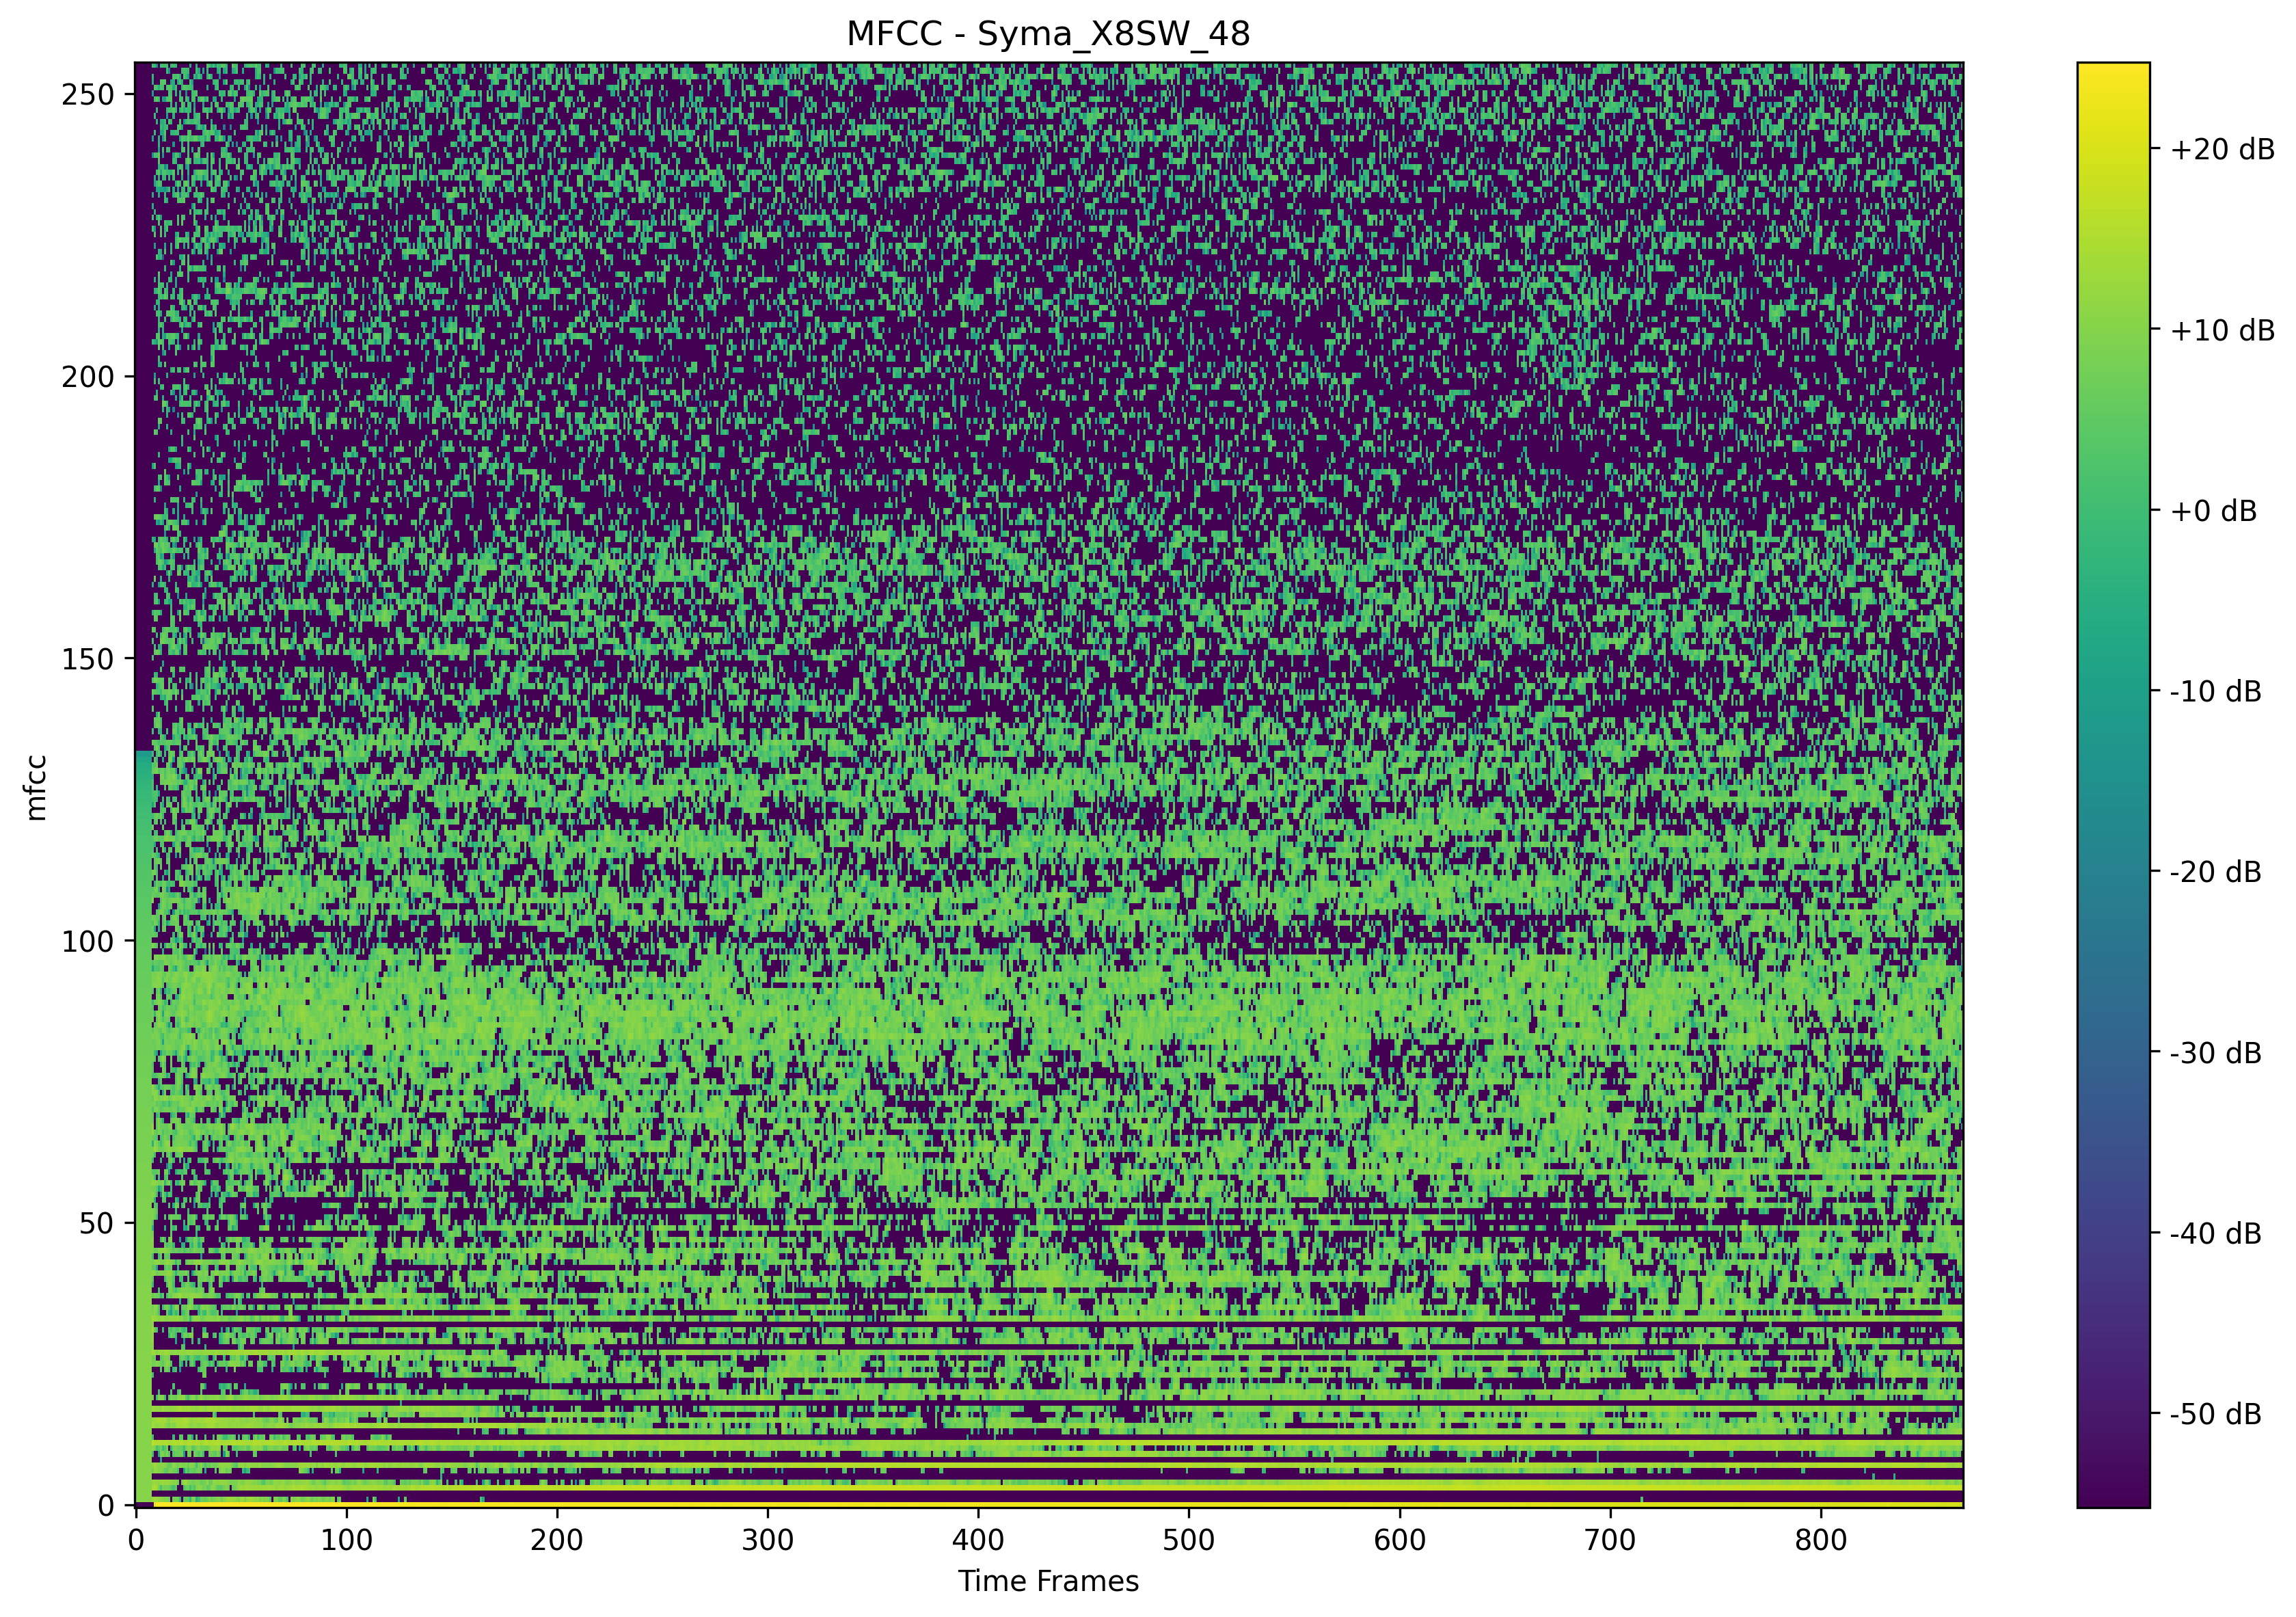 MFCC - Syma_X8SW_48
250
200
150
100
50
0
mfcc
0 100 200 300 400 500 600 700 800
Time Frames
+20 dB
+10 dB
+0 dB
-10 dB
-20 dB
-30 dB
-40 dB
-50 dB